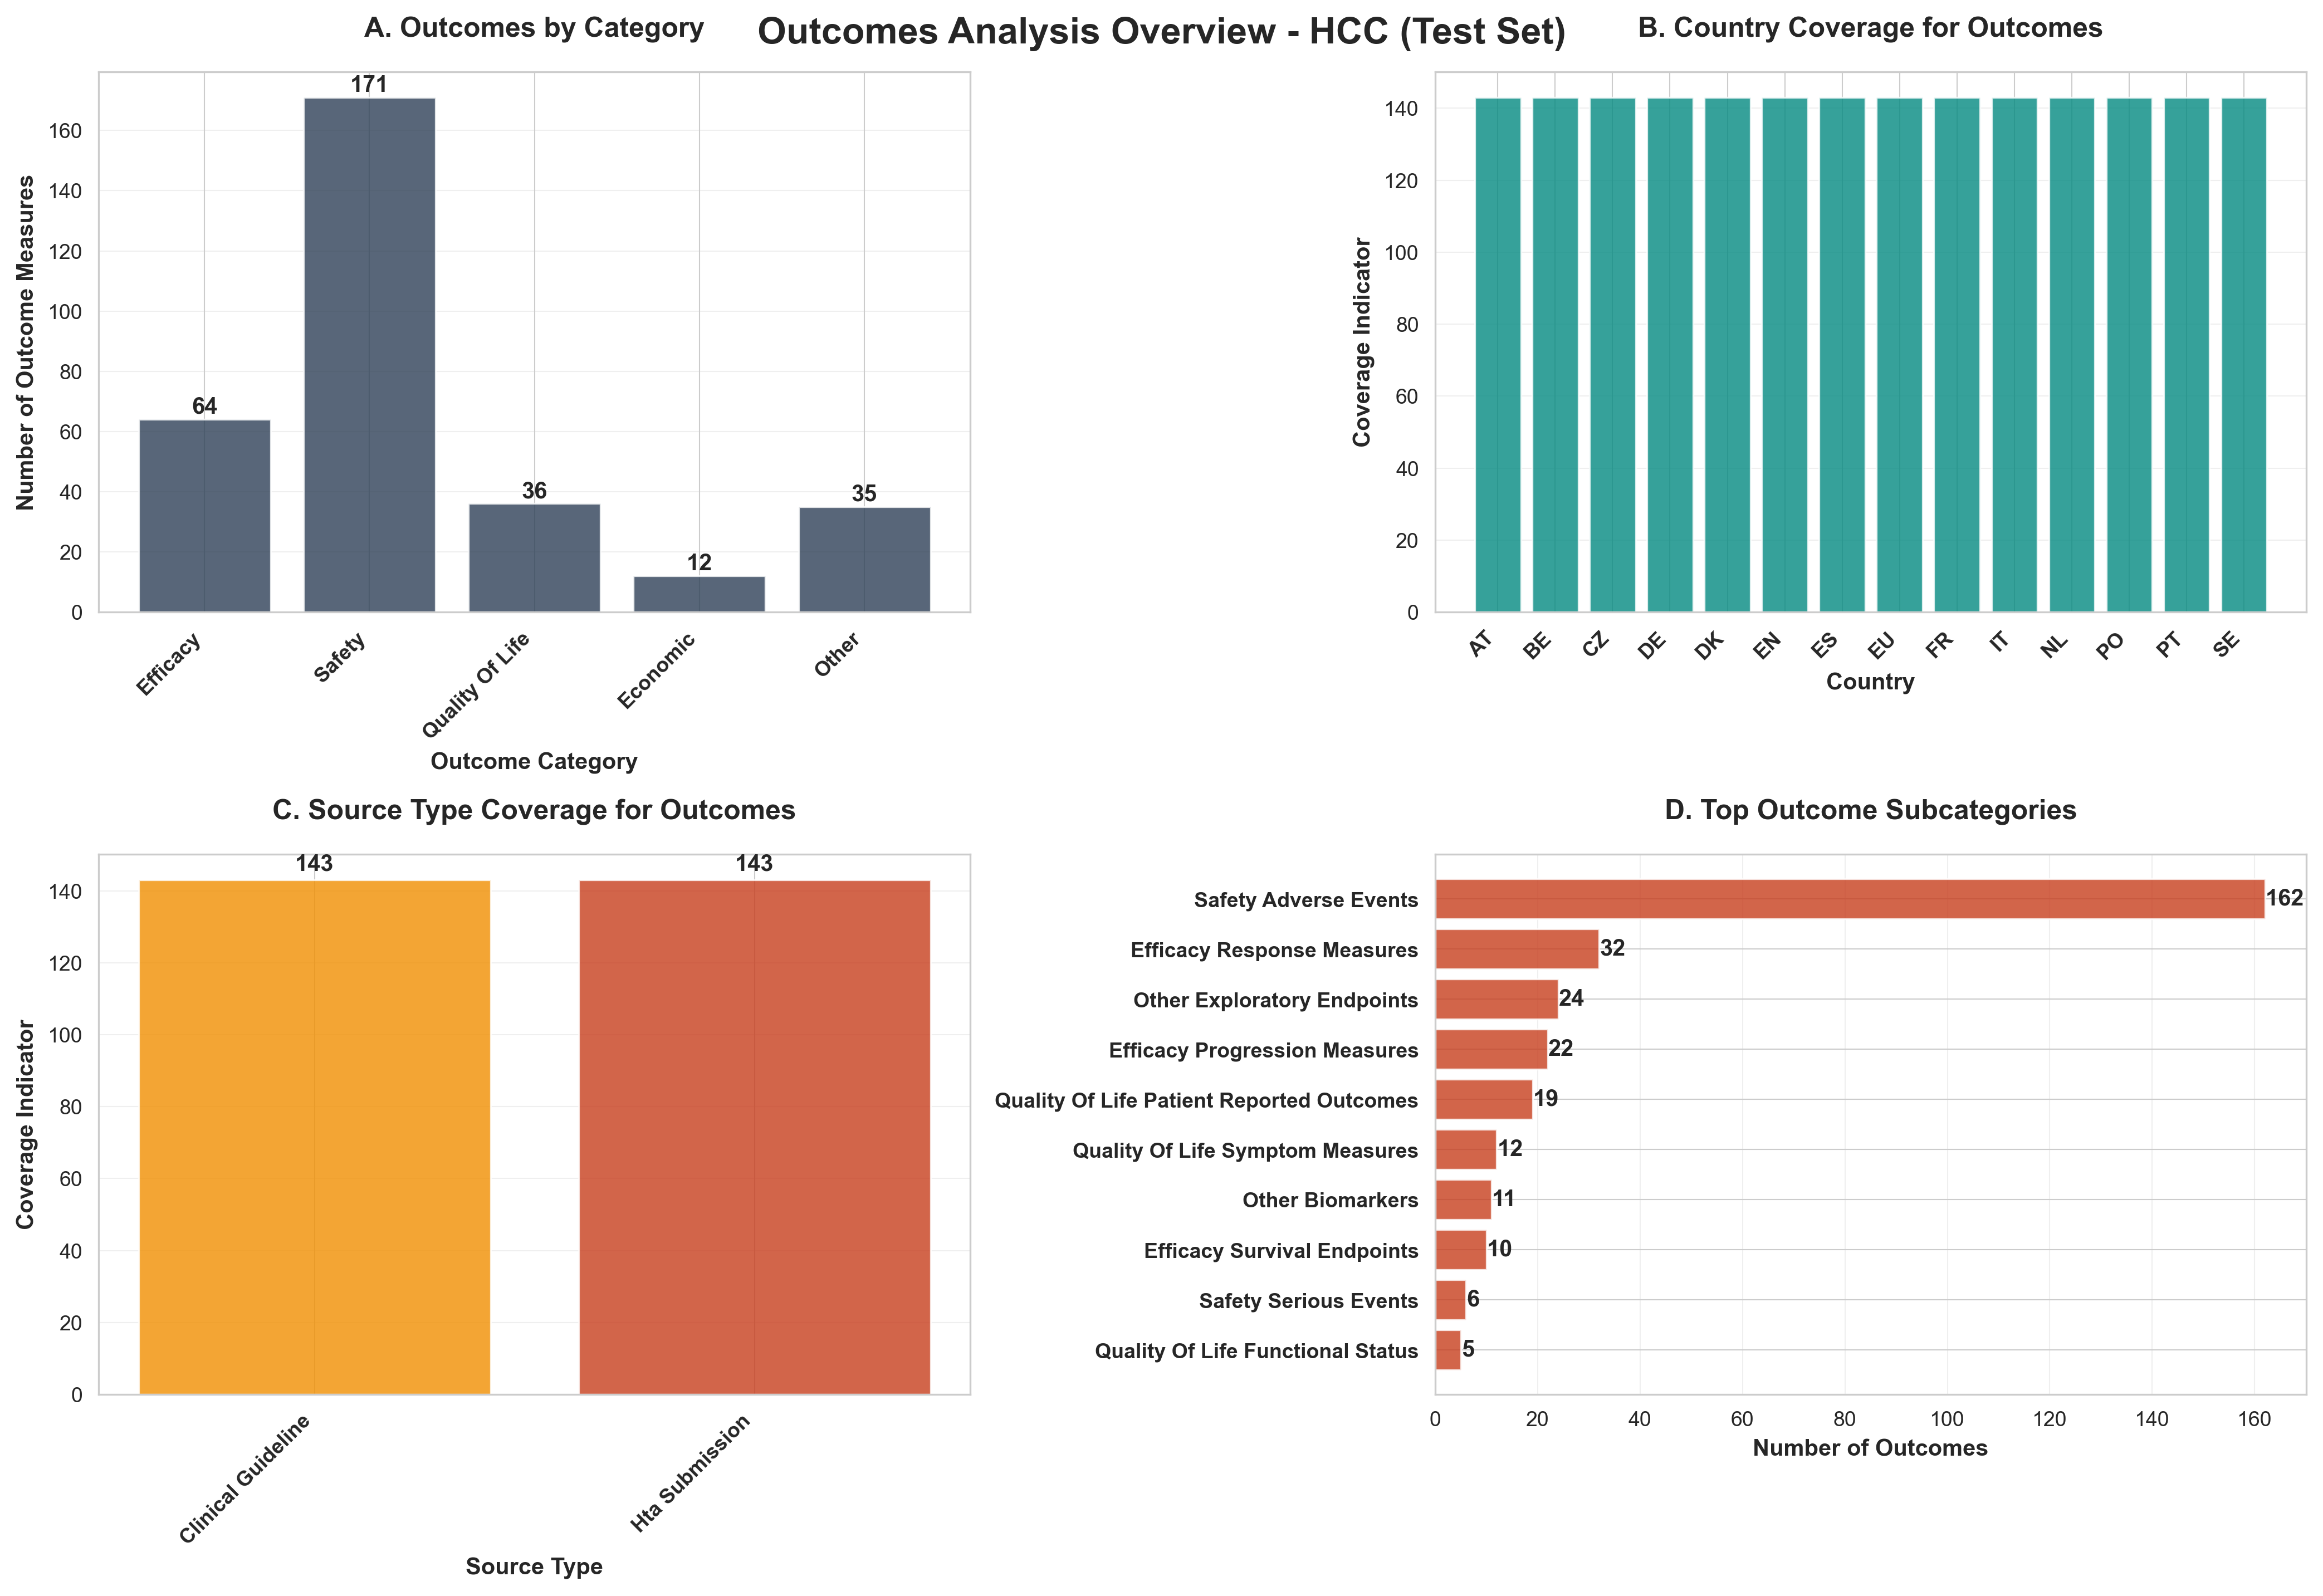 Outcomes Analysis Overview - HCC (Test Set)
A. Outcomes by Category
Number of Outcome Measures
160
140
120
100
80
60
40
20
0
64
171
36
12
35
Efficacy
Safety
Quality Of Life
Economic
Other
Outcome Category
B. Country Coverage for Outcomes
Coverage Indicator
140
120
100
80
60
40
20
0
AT
BE
CZ
DE
DK
EN
ES
EU
FR
IT
NL
PO
PT
SE
Country
C. Source Type Coverage for Outcomes
Coverage Indicator
140
120
100
80
60
40
20
0
143
143
Clinical Guideline
Hta Submission
Source Type
D. Top Outcome Subcategories
Safety Adverse Events
162
Efficacy Response Measures
32
Other Exploratory Endpoints
24
Efficacy Progression Measures
22
Quality Of Life Patient Reported Outcomes
19
Quality Of Life Symptom Measures
12
Other Biomarkers
11
Efficacy Survival Endpoints
10
Safety Serious Events
6
Quality Of Life Functional Status
5
0
20
40
60
80
100
120
140
160
Number of Outcomes